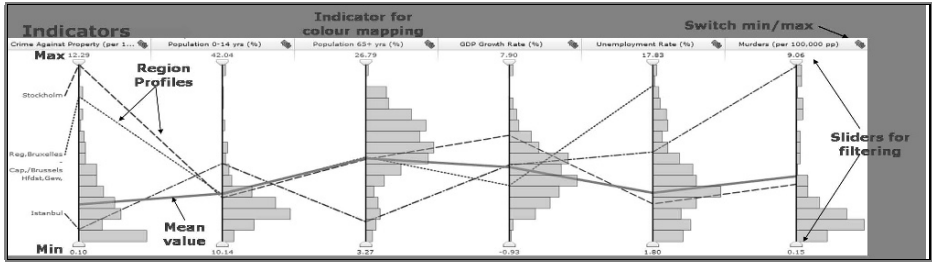 Indicators
Indicator for
colour mapping
Switch min/max
Crime Against Property (per 1...
Population 0-14 yrs (%)
Population 65+ yrs (%)
GDP Growth Rate (%)
Unemployment Rate (%)
Murders (per 100,000 pp)
Max
12.29
42.04
26.79
7.90
17.83
9.06
Region
Profiles
Stockholm
Reg.Bruxelles
-
Cap./Brussels
Hfdst.Gew.
Istanbul
Sliders for
filtering
Mean
value
Min
0.10
10.14
3.27
-0.93
1.80
0.15